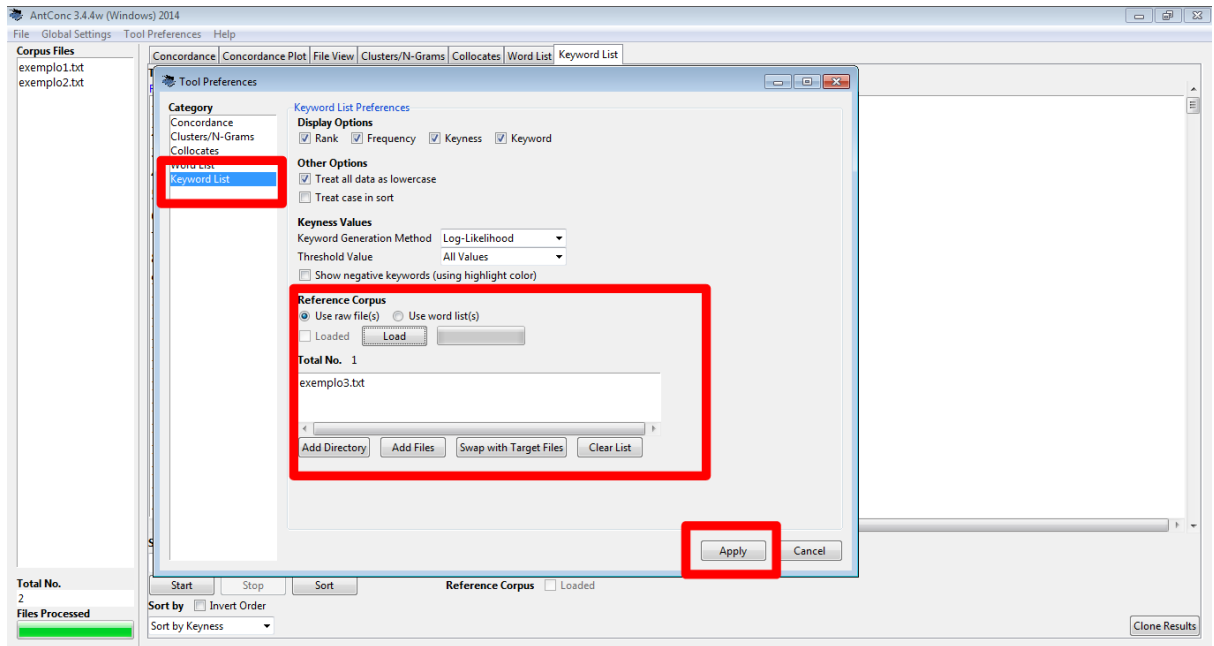 AntConc 3.4.4w (Windows) 2014
File Global Settings Tool Preferences Help
Corpus Files
exemplo1.txt
exemplo2.txt
Concordance Concordance Plot File View Clusters/N-Grams Collocates Word List Keyword List
Tool Preferences
Category
Concordance
Clusters/N-Grams
Collocates
Word List
Keyword List
Keyword List Preferences
Display Options
Rank Frequency Keyness Keyword
Other Options
Treat all data as lowercase
Treat case in sort
Keyness Values
Keyword Generation Method Log-Likelihood
Threshold Value All Values
Show negative keywords (using highlight color)
Reference Corpus
Use raw file(s) Use word list(s)
Loaded Load
Total No. 1
exemplo3.txt
Add Directory Add Files Swap with Target Files Clear List
Apply Cancel
Total No.
2
Files Processed
Start Stop Sort Reference Corpus Loaded
Sort by Invert Order
Sort by Keyness
Clone Results